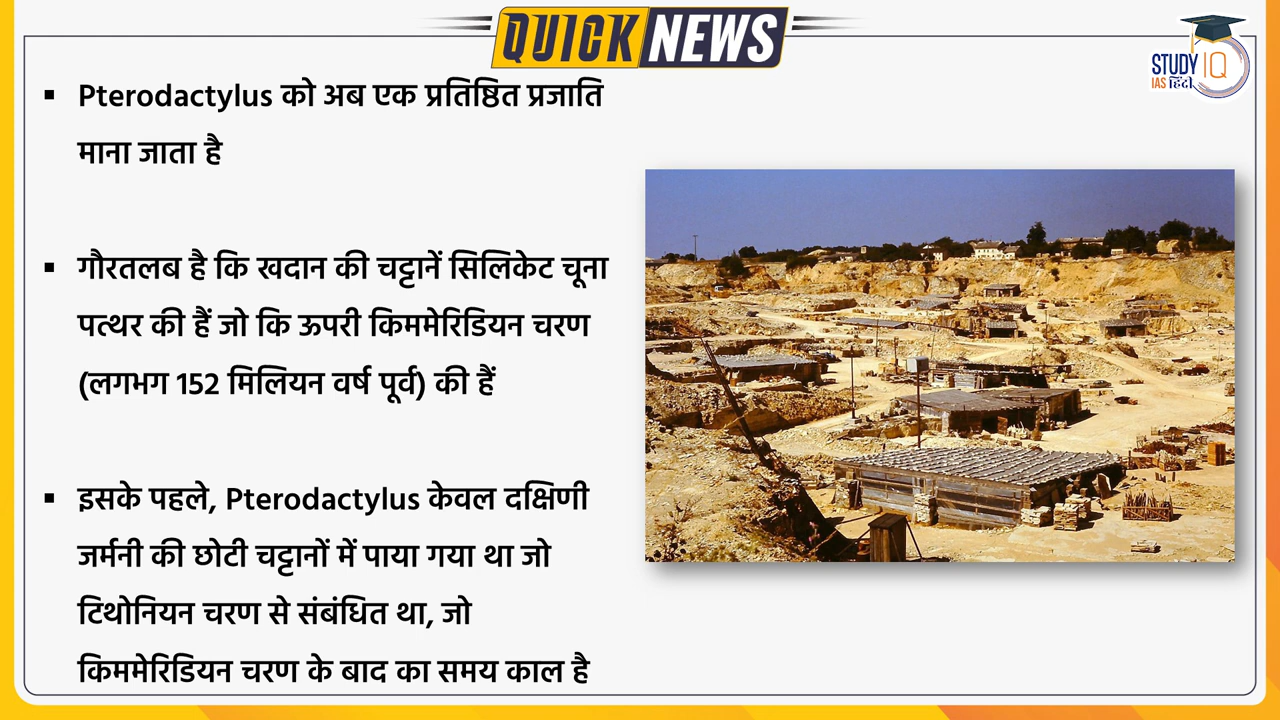 QUICK NEWS
STUDY IQ
IAS हिंदी
▪ Pterodactylus को अब एक प्रतिष्ठित प्रजाति
माना जाता है
▪ गौरतलब है कि खदान की चट्टानें सिलिकेट चूना
पत्थर की हैं जो कि ऊपरी किममेरिडियन चरण
(लगभग 152 मिलियन वर्ष पूर्व) की हैं
▪ इसके पहले, Pterodactylus केवल दक्षिणी
जर्मनी की छोटी चट्टानों में पाया गया था जो
टिथोनियन चरण से संबंधित था, जो
किममेरिडियन चरण के बाद का समय काल है